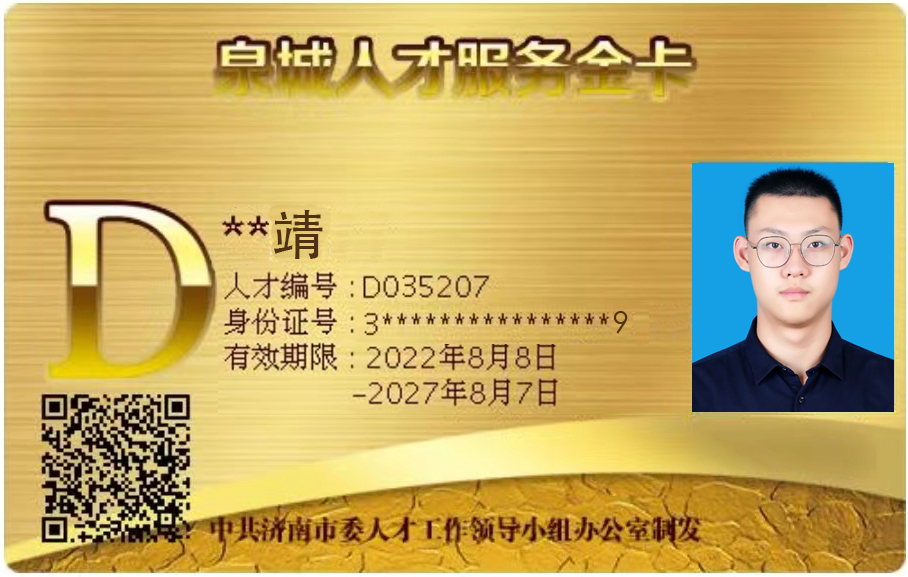 泉城人才服务金卡
D
**靖
人才编号:D035207
身份证号:3****************9
有效期限:2022年8月8日
-2027年8月7日
中共济南市委人才工作领导小组办公室制发